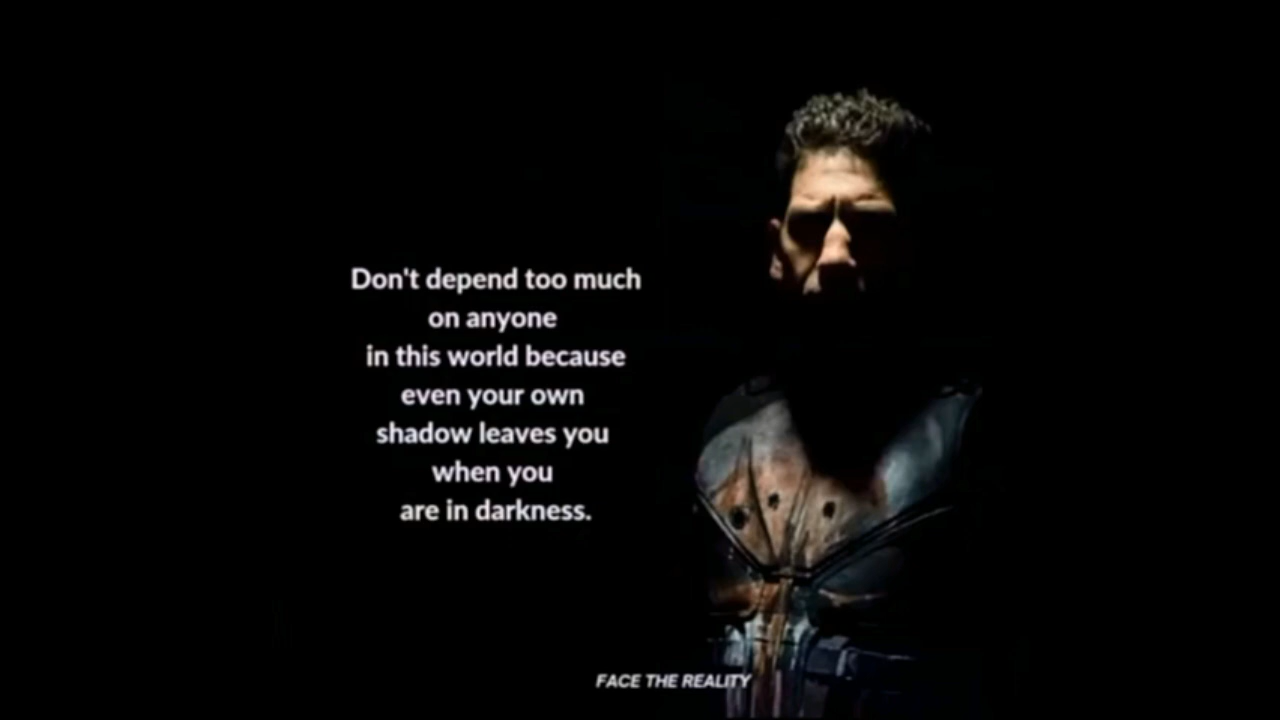 Don't depend too much
on anyone
in this world because
even your own
shadow leaves you
when you
are in darkness.
FACE THE REALITY